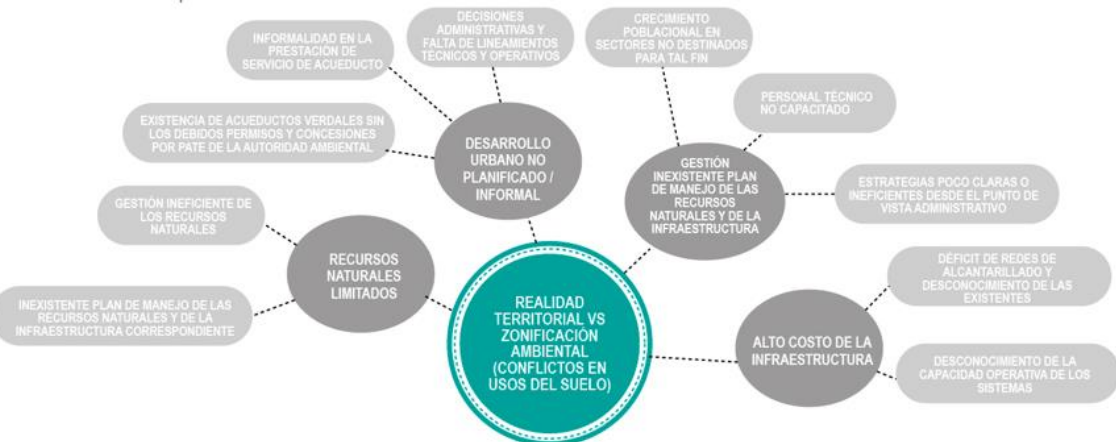 INFORMALIDAD EN LA
PRESTACIÓN DE
SERVICIO DE ACUEDUCTO
DECISIONES
ADMINISTRATIVAS Y
FALTA DE LINEAMIENTOS
TÉCNICOS Y OPERATIVOS
CRECIMIENTO
POBLACIONAL EN
SECTORES NO DESTINADOS
PARA TAL FIN
PERSONAL TÉCNICO
NO CAPACITADO
EXISTENCIA DE ACUEDUCTOS VERDALES SIN
LOS DEBIDOS PERMISOS Y CONCESIONES
POR PATE DE LA AUTORIDAD AMBIENTAL
DESARROLLO
URBANO NO
PLANIFICADO /
INFORMAL
GESTIÓN
INEXISTENTE PLAN
DE MANEJO DE LAS
RECURSOS
NATURALES Y DE LA
INFRAESTRUCTURA
ESTRATEGIAS POCO CLARAS O
INEFICIENTES DESDE EL PUNTO DE
VISTA ADMINISTRATIVO
GESTIÓN INEFICIENTE DE
LOS RECURSOS
NATURALES
RECURSOS
NATURALES
LIMITADOS
INEXISTENTE PLAN DE MANEJO DE LAS
RECURSOS NATURALES Y DE LA
INFRAESTRUCTURA CORRESPONDIENTE
REALIDAD
TERRITORIAL VS
ZONIFICACIÓN
AMBIENTAL
(CONFLICTOS EN
USOS DEL SUELO)
ALTO COSTO DE LA
INFRAESTRUCTURA
DÉFICIT DE REDES DE
ALCANTARILLADO Y
DESCONOCIMIENTO DE LAS
EXISTENTES
DESCONOCIMIENTO DE LA
CAPACIDAD OPERATIVA DE LOS
SISTEMAS